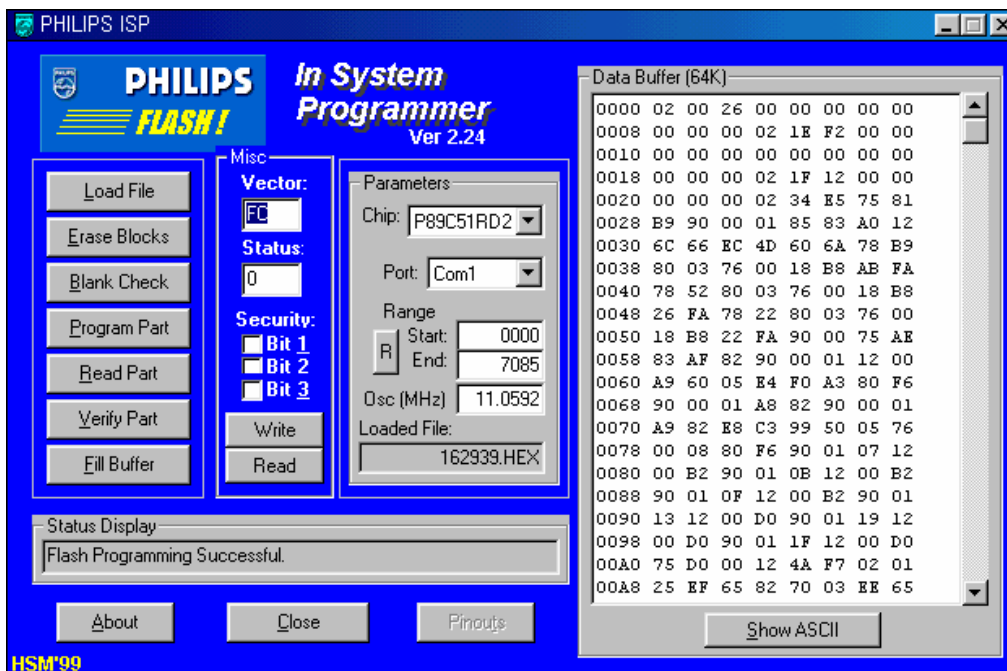 PHILIPS ISP
PHILIPS
FLASH!
In System
Programmer
Ver 2.24
Load File
Erase Blocks
Blank Check
Program Part
Read Part
Verify Part
Fill Buffer
Misc
Vector:
FC
Status:
0
Security:
Bit 1
Bit 2
Bit 3
Write
Read
Parameters
Chip: P89C51RD2
Port: Com1
Range
R
Start: 0000
End: 7085
Osc (MHz) 11.0592
Loaded File:
162939.HEX
Status Display
Flash Programming Successful.
About
Close
Pinouts
HSM'99
Data Buffer (64K)
0000 02 00 26 00 00 00 00 00
0008 00 00 00 02 1E F2 00 00
0010 00 00 00 00 00 00 00 00
0018 00 00 00 02 1F 12 00 00
0020 00 00 00 02 34 E5 75 81
0028 B9 90 00 01 85 83 A0 12
0030 6C 66 EC 4D 60 6A 78 B9
0038 80 03 76 00 18 B8 AB FA
0040 78 52 80 03 76 00 18 B8
0048 26 FA 78 22 80 03 76 00
0050 18 B8 22 FA 90 00 75 AE
0058 83 AF 82 90 00 01 12 00
0060 A9 60 05 E4 F0 A3 80 F6
0068 90 00 01 A8 82 90 00 01
0070 A9 82 E8 C3 99 50 05 76
0078 00 08 80 F6 90 01 07 12
0080 00 B2 90 01 0B 12 00 B2
0088 90 01 0F 12 00 B2 90 01
0090 13 12 00 D0 90 01 19 12
0098 00 D0 90 01 1F 12 00 D0
00A0 75 D0 00 12 4A F7 02 01
00A8 25 EF 65 82 70 03 EE 65
Show ASCII